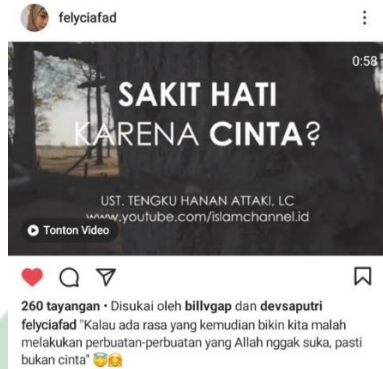 felyciafad
0:58
SAKIT HATI
KARENA CINTA?
UST. TENGKU HANAN ATTAKI, LC
www.youtube.com/islamchannel.id
Tonton Video
260 tayangan • Disukai oleh billvgap dan devsaputri
felyciafad "Kalau ada rasa yang kemudian bikin kita malah
melakukan perbuatan-perbuatan yang Allah nggak suka, pasti
bukan cinta" 😇🤗